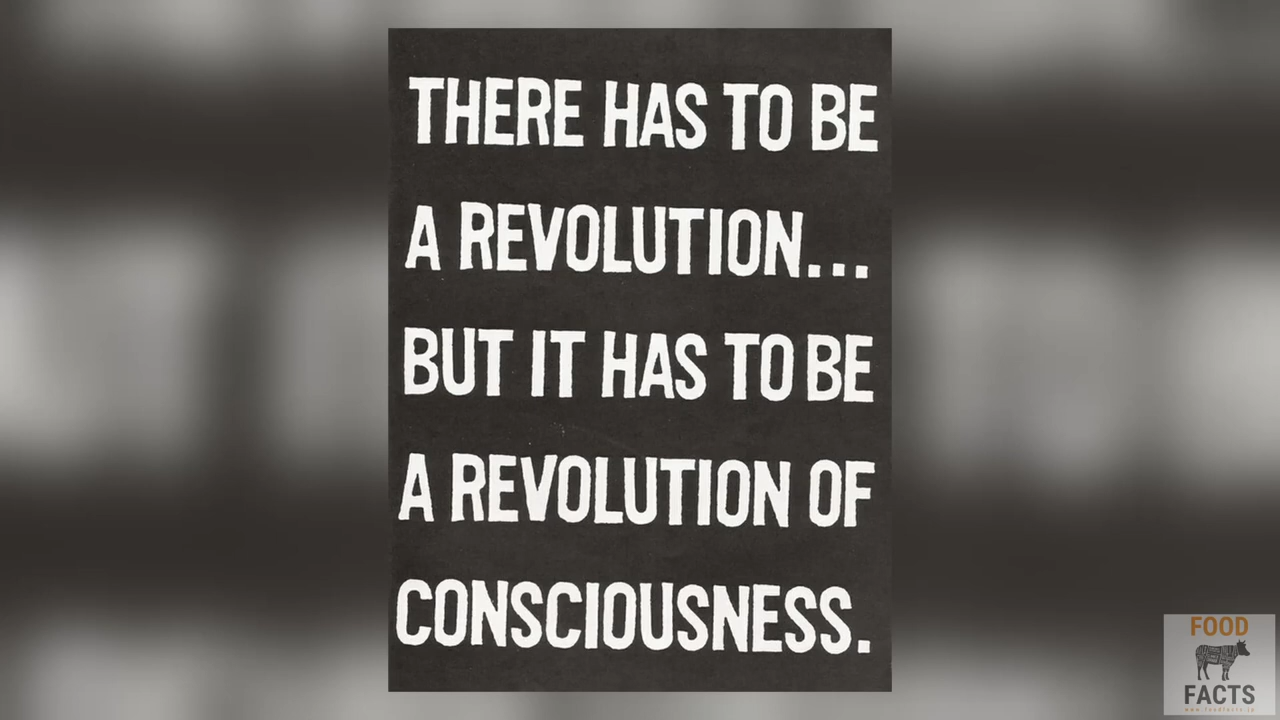 THERE HAS TO BE
A REVOLUTION...
BUT IT HAS TO BE
A REVOLUTION OF
CONSCIOUSNESS.
FOOD
FACTS